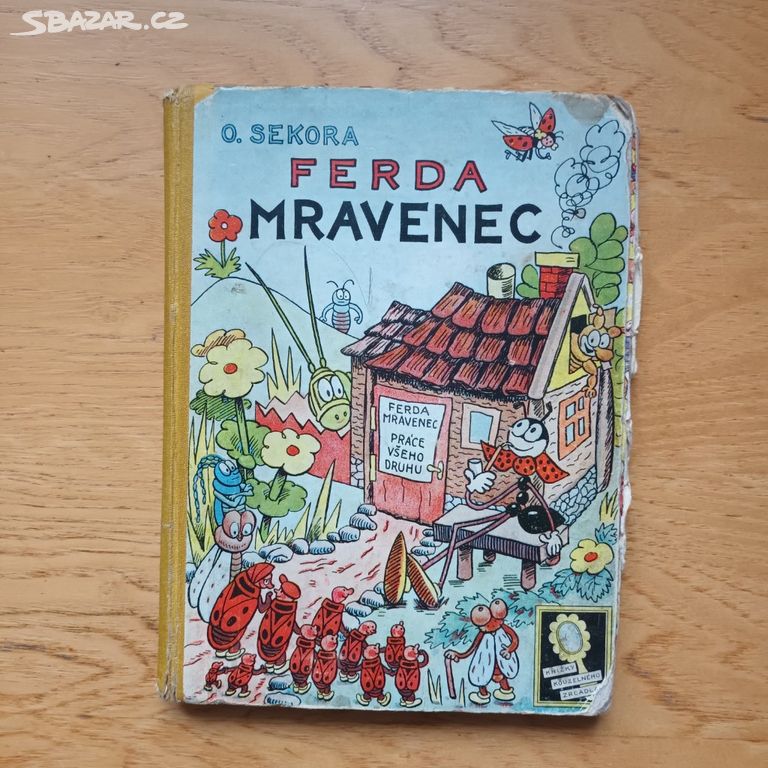 SBAZAR.CZ
O. SEKORA
FERDA
MRAVENEC
FERDA
MRAVENEC
PRÁCE
VŠEHO
DRUHU
KNÍŽKY
KOUZELNÉHO
ZRCADLA